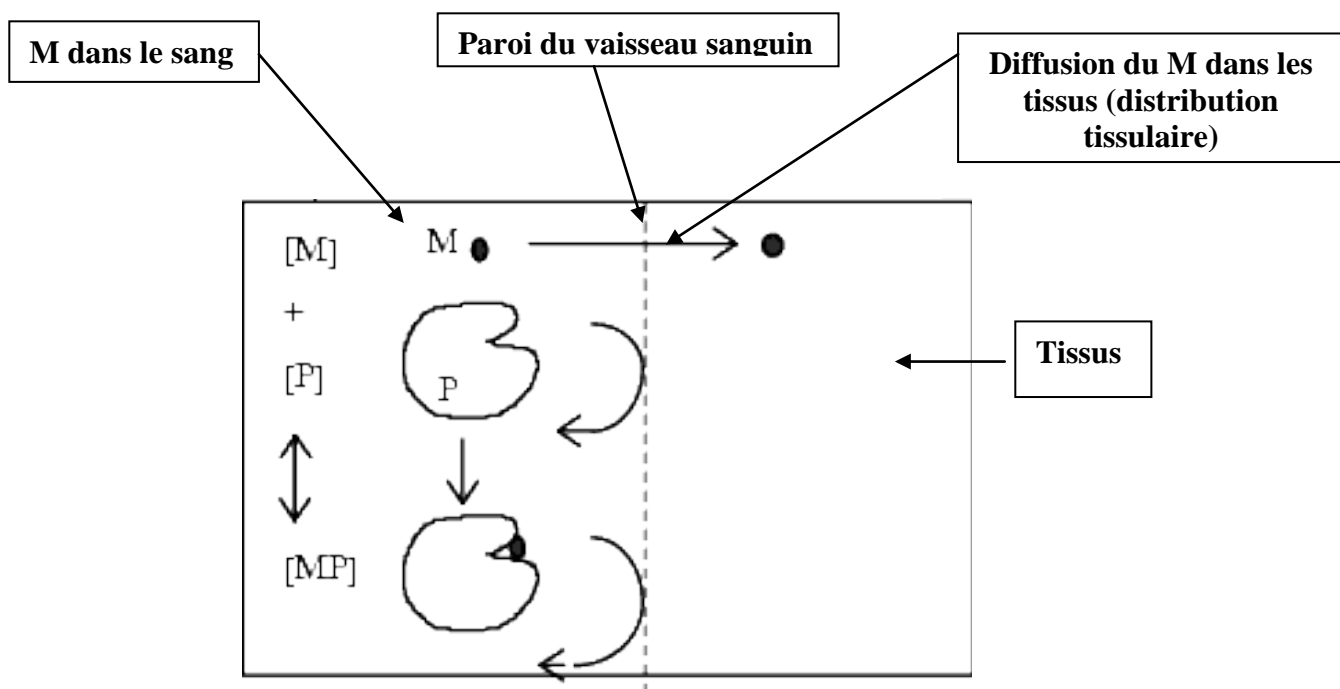 M dans le sang
Paroi du vaisseau sanguin
Diffusion du M dans les
tissus (distribution
tissulaire)
[M]
M
+
[P]
P
Tissus
[MP]